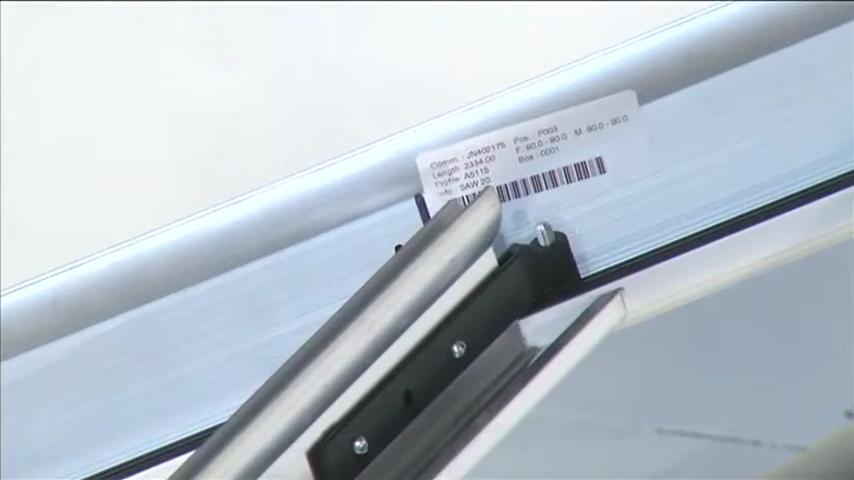 Comm. : JN402175 Pos. : P003
Length : 2334.00 F: 90.0 - 90.0 M: 90.0 - 90.0
Profile : A5115 Box : 0001
Info : SAW 20